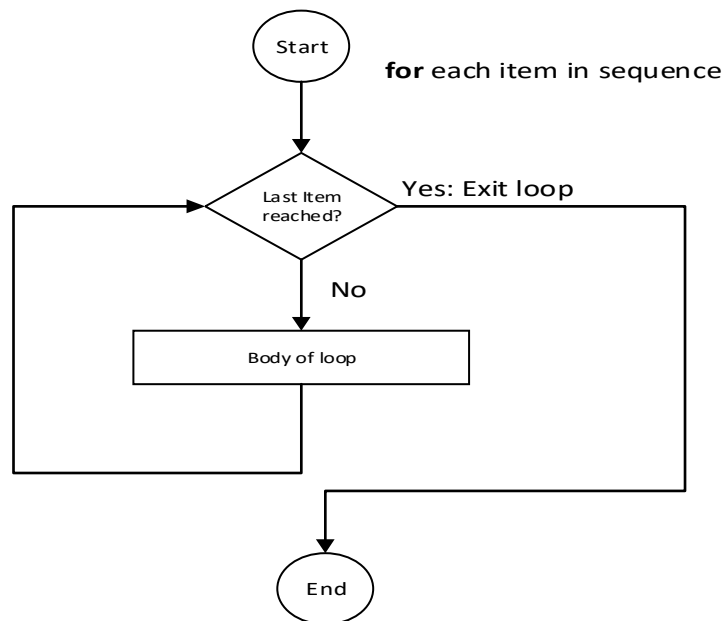 Start
for each item in sequence
Last Item
reached?
Yes: Exit loop
No
Body of loop
End